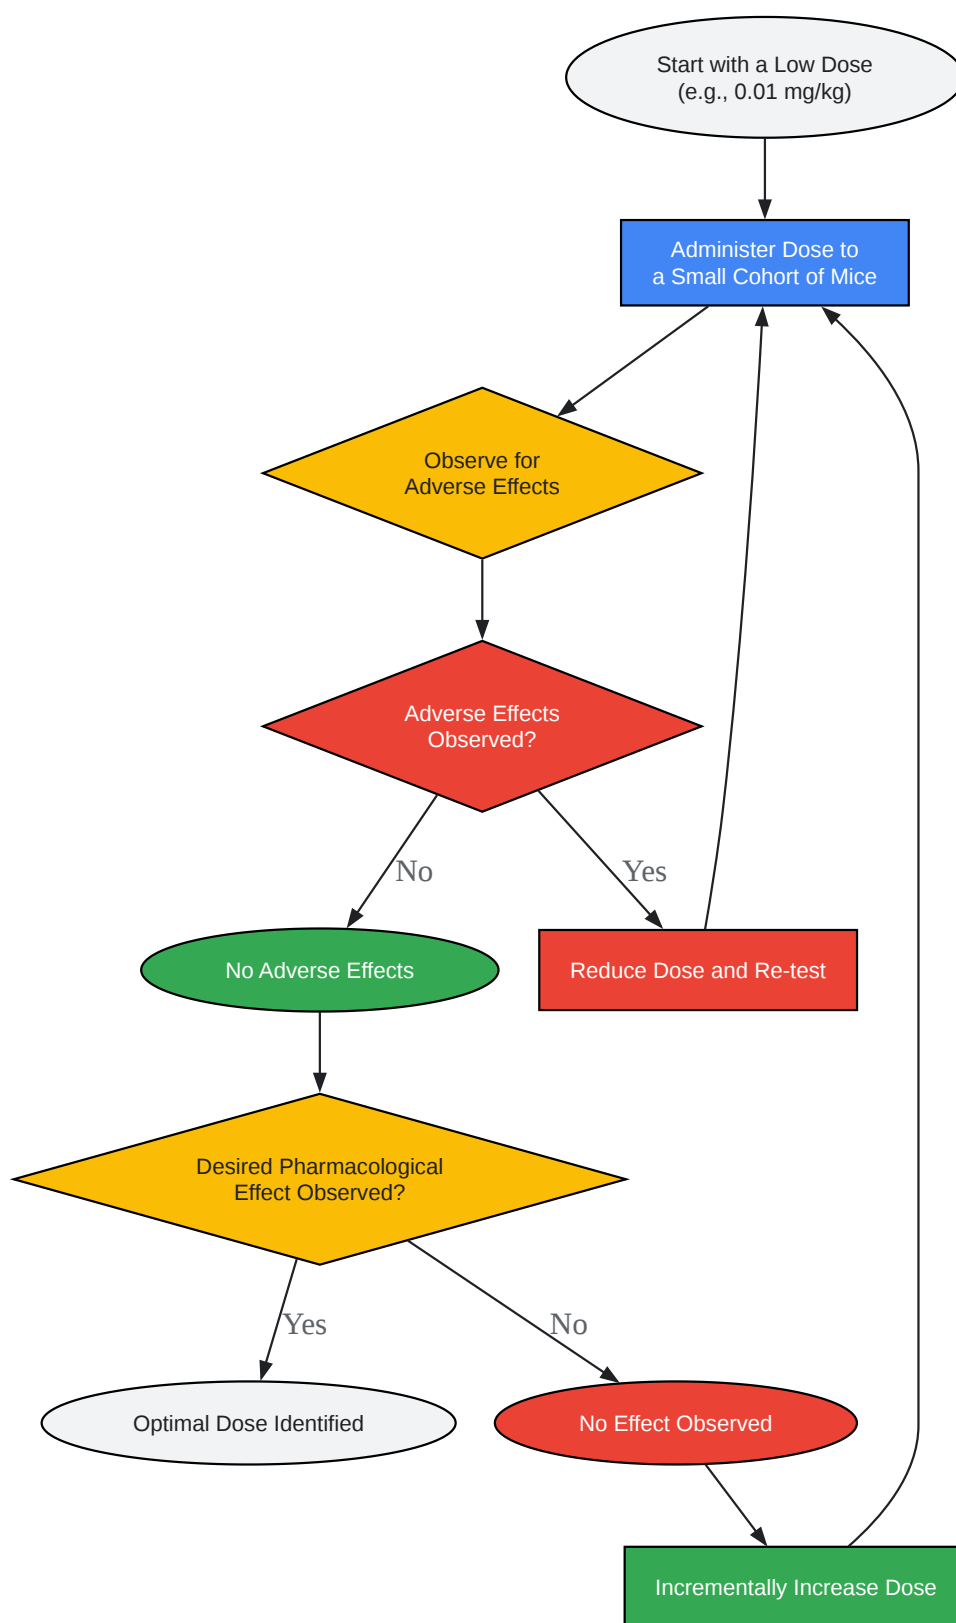 Start with a Low Dose
(e.g., 0.01 mg/kg)
Administer Dose to
a Small Cohort of Mice
Observe for
Adverse Effects
Adverse Effects
Observed?
No
Yes
No Adverse Effects
Reduce Dose and Re-test
Desired Pharmacological
Effect Observed?
Yes
No
Optimal Dose Identified
No Effect Observed
Incrementally Increase Dose